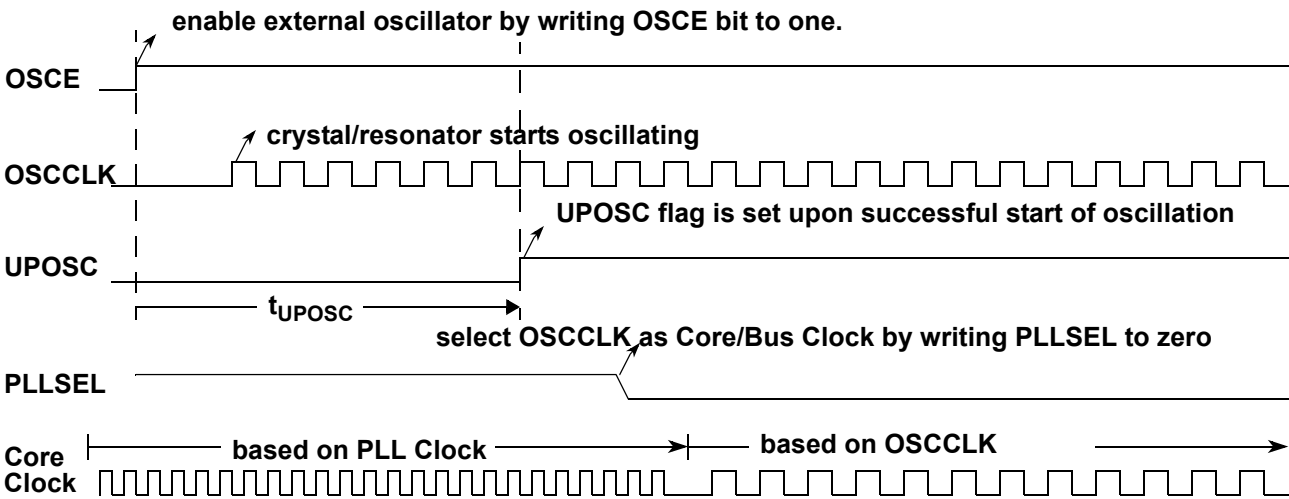 enable external oscillator by writing OSCE bit to one.
OSCE
crystal/resonator starts oscillating
OSCCLK
UPOSC flag is set upon successful start of oscillation
UPOSC
tUPOSC
select OSCCLK as Core/Bus Clock by writing PLLSEL to zero
PLLSEL
based on PLL Clock
based on OSCCLK
Core
Clock